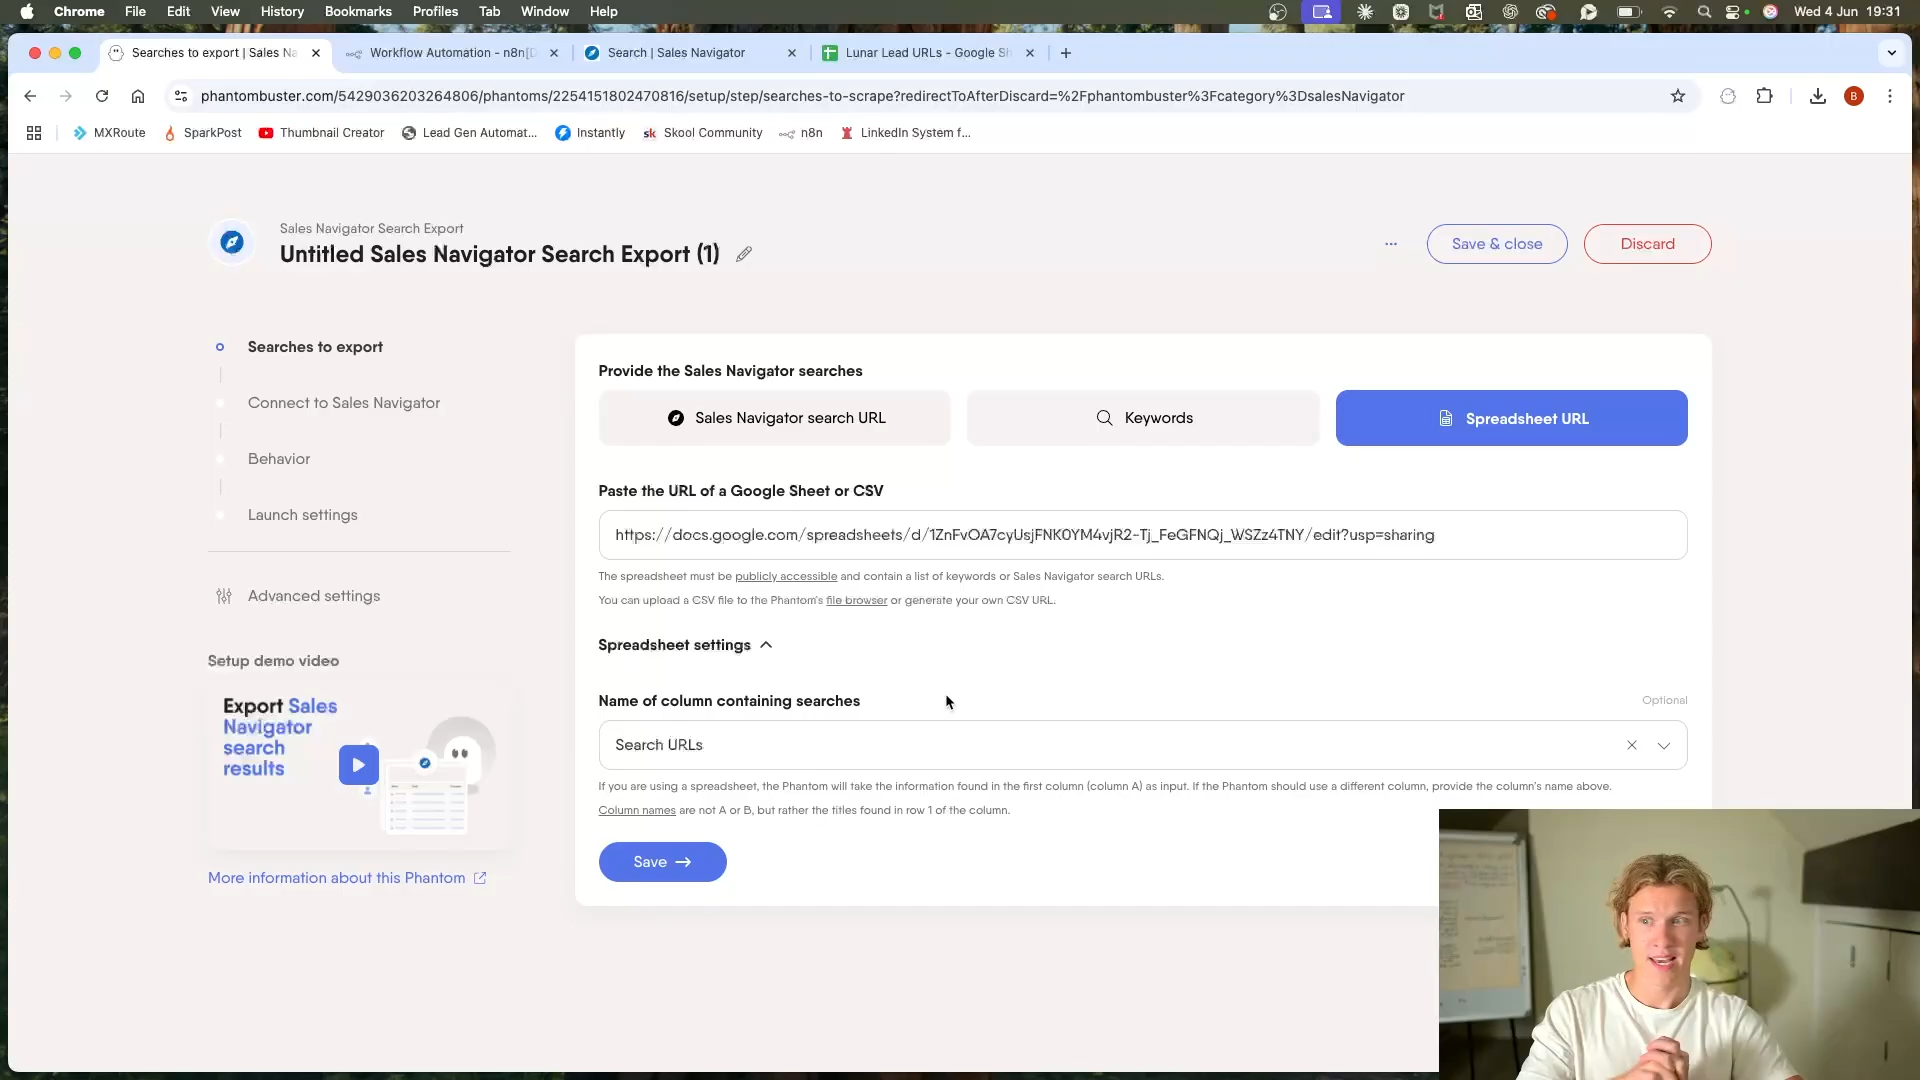 Chrome File Edit View History Bookmarks Profiles Tab Window Help Wed 4 Jun 19:31
Searches to export | Sales Na Workflow Automation - n8n[D Search | Sales Navigator Lunar Lead URLs - Google Sh
phantombuster.com/5429036203264806/phantoms/2254151802470816/setup/step/searches-to-scrape?redirectToAfterDiscard=%2Fphantombuster%3Fcategory%3DsalesNavigator
B
MXRoute SparkPost Thumbnail Creator Lead Gen Automat... Instantly sk Skool Community n8n LinkedIn System f...
Sales Navigator Search Export
Untitled Sales Navigator Search Export (1)
Save & close
Discard
Searches to export
Connect to Sales Navigator
Behavior
Launch settings
Advanced settings
Setup demo video
Export Sales
Navigator
search
results
More information about this Phantom
Provide the Sales Navigator searches
Sales Navigator search URL Keywords Spreadsheet URL
Paste the URL of a Google Sheet or CSV
https://docs.google.com/spreadsheets/d/1ZnFvOA7cyUsjFNK0YM4vjR2-Tj_FeGFNQj_WSZz4TNY/edit?usp=sharing
The spreadsheet must be publicly accessible and contain a list of keywords or Sales Navigator search URLs.
You can upload a CSV file to the Phantom's file browser or generate your own CSV URL.
Spreadsheet settings
Name of column containing searches Optional
Search URLs
If you are using a spreadsheet, the Phantom will take the information found in the first column (column A) as input. If the Phantom should use a different column, provide the column's name above.
Column names are not A or B, but rather the titles found in row 1 of the column.
Save